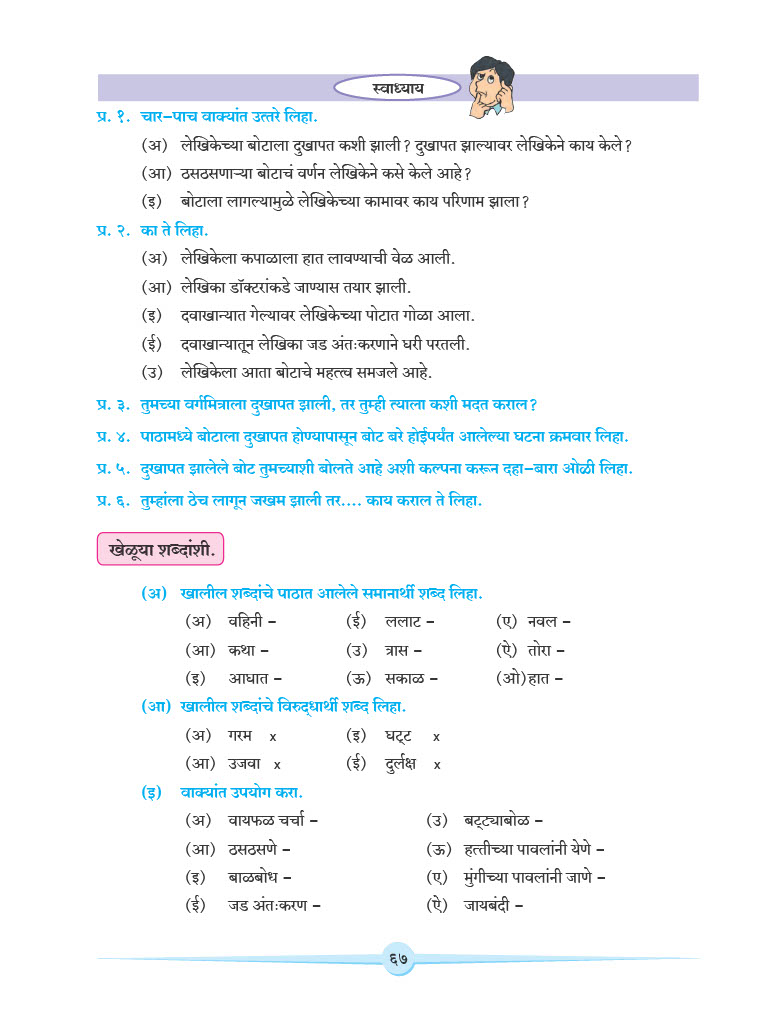 स्वाध्याय
प्र. १. चार–पाच वाक्यांत उत्तरे लिहा.
(अ) लेखिकेच्या बोटाला दुखापत कशी झाली? दुखापत झाल्यावर लेखिकेने काय केले?
(आ) ठसठसणाऱ्या बोटाचं वर्णन लेखिकेने कसे केले आहे?
(इ) बोटाला लागल्यामुळे लेखिकेच्या कामावर काय परिणाम झाला?
प्र. २. का ते लिहा.
(अ) लेखिकेला कपाळाला हात लावण्याची वेळ आली.
(आ) लेखिका डॉक्टरांकडे जाण्यास तयार झाली.
(इ) दवाखान्यात गेल्यावर लेखिकेच्या पोटात गोळा आला.
(ई) दवाखान्यातून लेखिका जड अंतःकरणाने घरी परतली.
(उ) लेखिकेला आता बोटाचे महत्त्व समजले आहे.
प्र. ३. तुमच्या वर्गमित्राला दुखापत झाली, तर तुम्ही त्याला कशी मदत कराल?
प्र. ४. पाठामध्ये बोटाला दुखापत होण्यापासून बोट बरे होईपर्यंत आलेल्या घटना क्रमवार लिहा.
प्र. ५. दुखापत झालेले बोट तुमच्याशी बोलते आहे अशी कल्पना करून दहा–बारा ओळी लिहा.
प्र. ६. तुम्हांला ठेच लागून जखम झाली तर.... काय कराल ते लिहा.
खेळूया शब्दांशी.
(अ) खालील शब्दांचे पाठात आलेले समानार्थी शब्द लिहा.
(अ) वहिनी – (ई) ललाट – (ए) नवल –
(आ) कथा – (उ) त्रास – (ऐ) तोरा –
(इ) आघात – (ऊ) सकाळ – (ओ) हात –
(आ) खालील शब्दांचे विरुद्धार्थी शब्द लिहा.
(अ) गरम x (इ) घट्ट x
(आ) उजवा x (ई) दुर्लक्ष x
(इ) वाक्यांत उपयोग करा.
(अ) वायफळ चर्चा – (उ) बट्ट्याबोळ –
(आ) ठसठसणे – (ऊ) हत्तीच्या पावलांनी येणे –
(इ) बाळबोध – (ए) मुंगीच्या पावलांनी जाणे –
(ई) जड अंतःकरण – (ऐ) जायबंदी –
६७